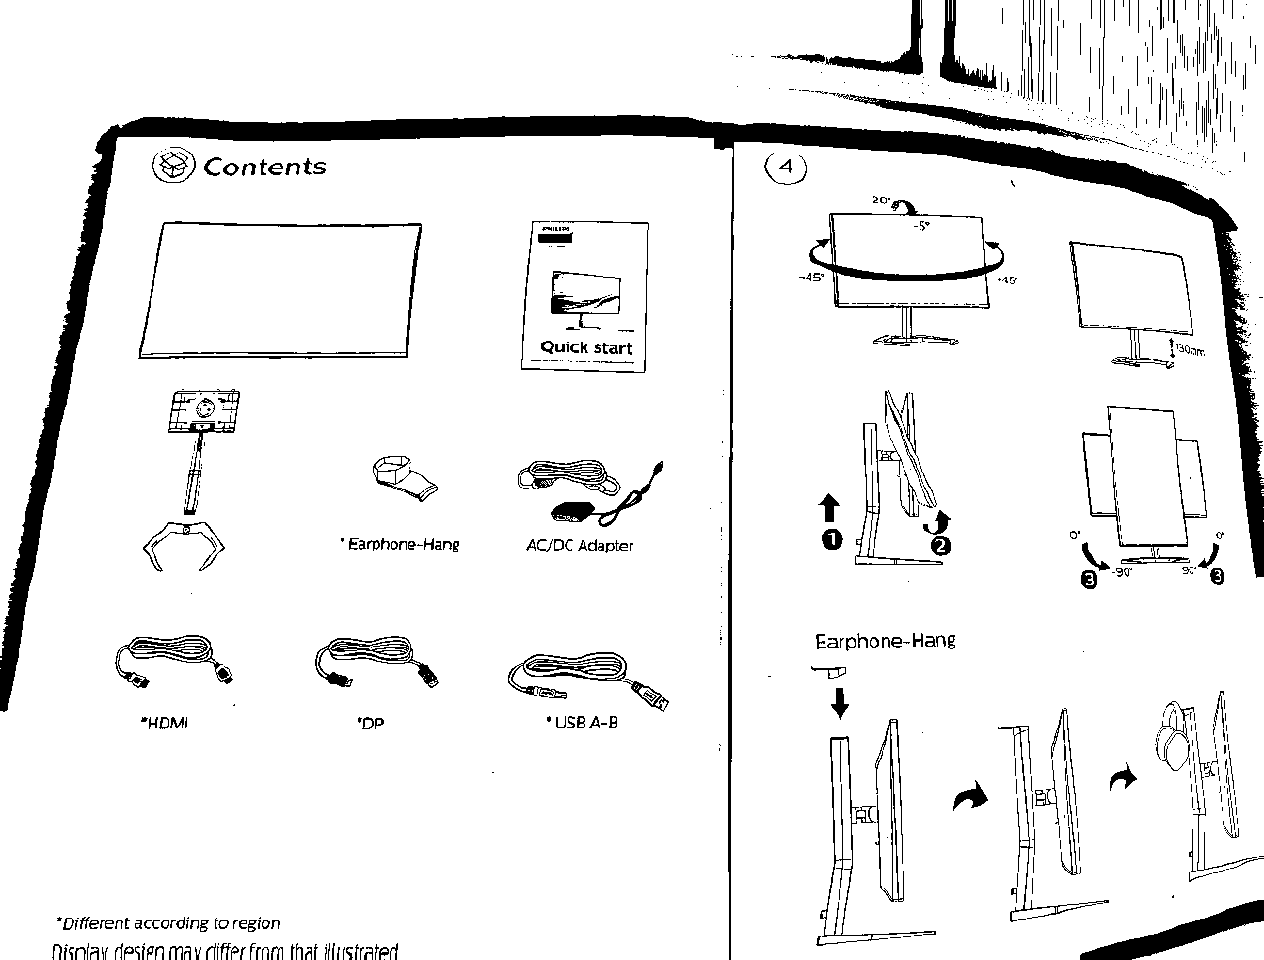 Contents
PHILIPS
Quick start
*Earphone-Hang
AC/DC Adapter
*HDMI
*DP
*USB A-B
*Different according to region
Display design may differ from that illustrated
4
20°
-5°
-45°
+45°
130mm
1
2
0°
0°
3
-90°
90°
3
Earphone-Hang